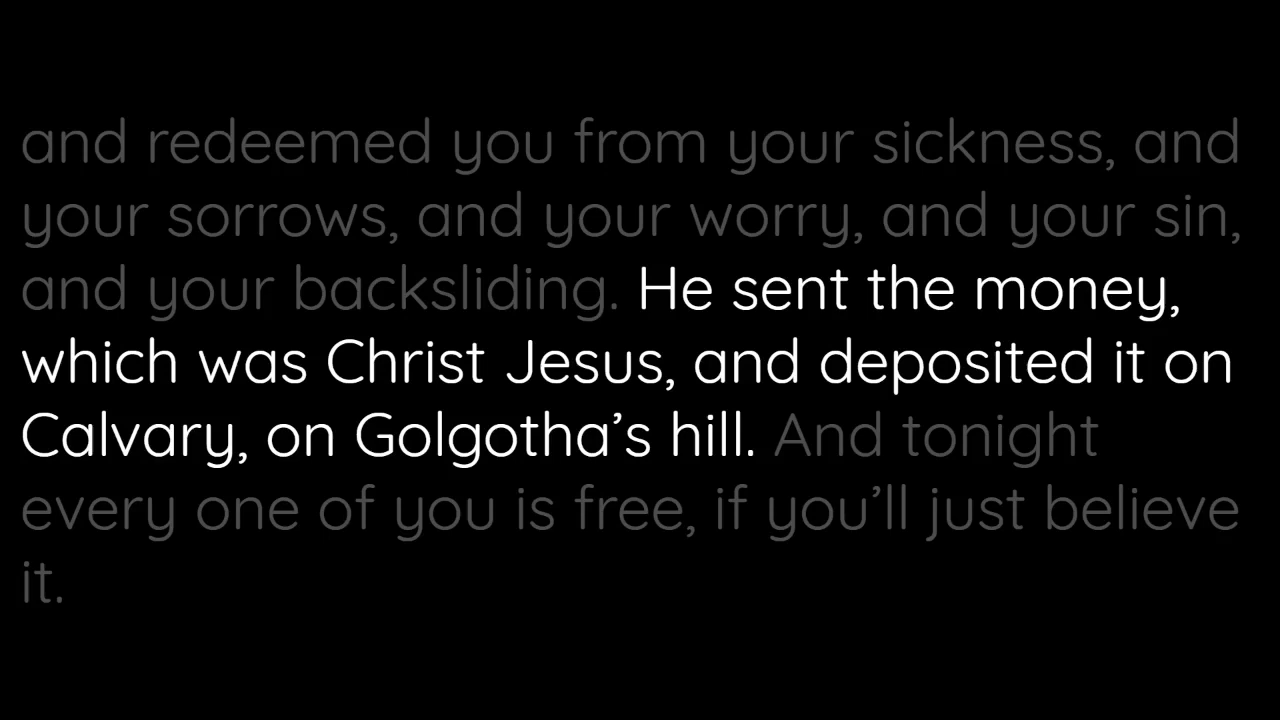 and redeemed you from your sickness, and
your sorrows, and your worry, and your sin,
and your backsliding. He sent the money,
which was Christ Jesus, and deposited it on
Calvary, on Golgotha’s hill. And tonight
every one of you is free, if you’ll just believe
it.